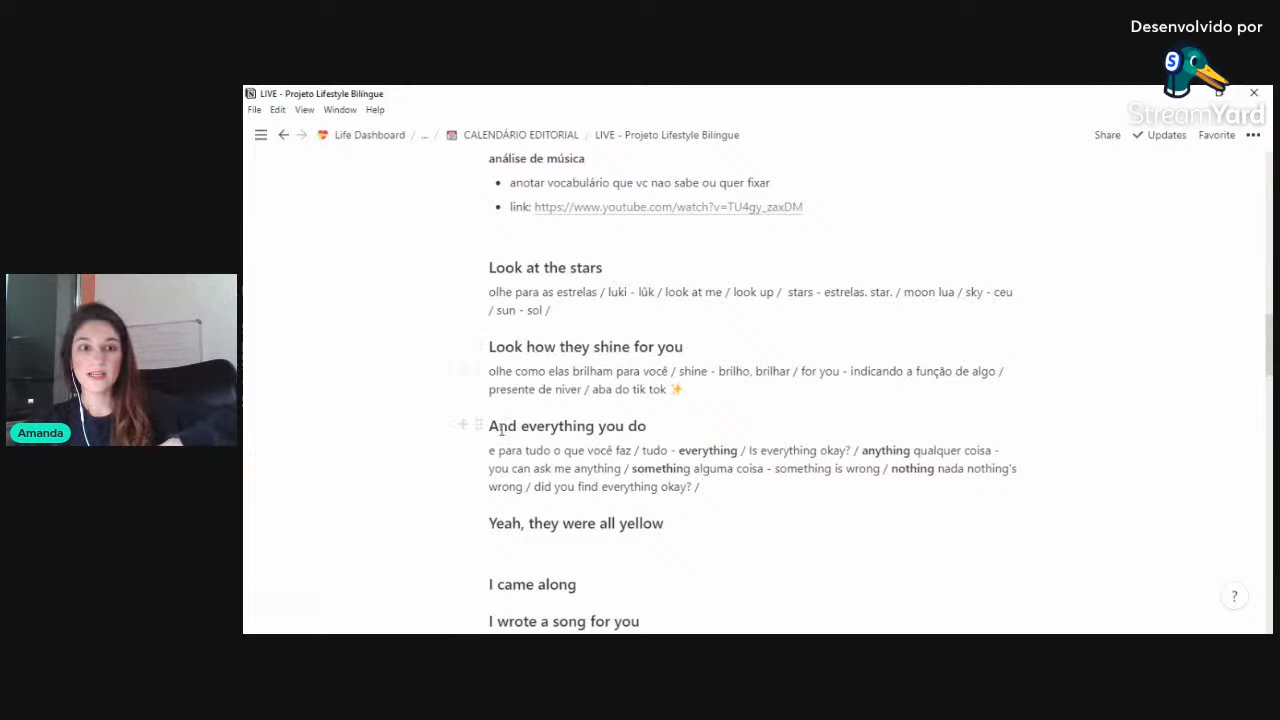 Desenvolvido por
StreamYard
LIVE - Projeto Lifestyle Bilíngue
File Edit View Window Help
Life Dashboard / ... / CALENDÁRIO EDITORIAL / LIVE - Projeto Lifestyle Bilíngue
Share Updates Favorite
análise de música
• anotar vocabulário que vc nao sabe ou quer fixar
• link: https://www.youtube.com/watch?v=TU4gy_zaxDM
Look at the stars
olhe para as estrelas / luki - lûk / look at me / look up / stars - estrelas. star. / moon lua / sky - ceu
/ sun - sol /
Look how they shine for you
olhe como elas brilham para você / shine - brilho, brilhar / for you - indicando a função de algo /
presente de niver / aba do tik tok ✨
And everything you do
e para tudo o que você faz / tudo - everything / Is everything okay? / anything qualquer coisa -
you can ask me anything / something alguma coisa - something is wrong / nothing nada nothing's
wrong / did you find everything okay? /
Yeah, they were all yellow
I came along
I wrote a song for you
?
Amanda